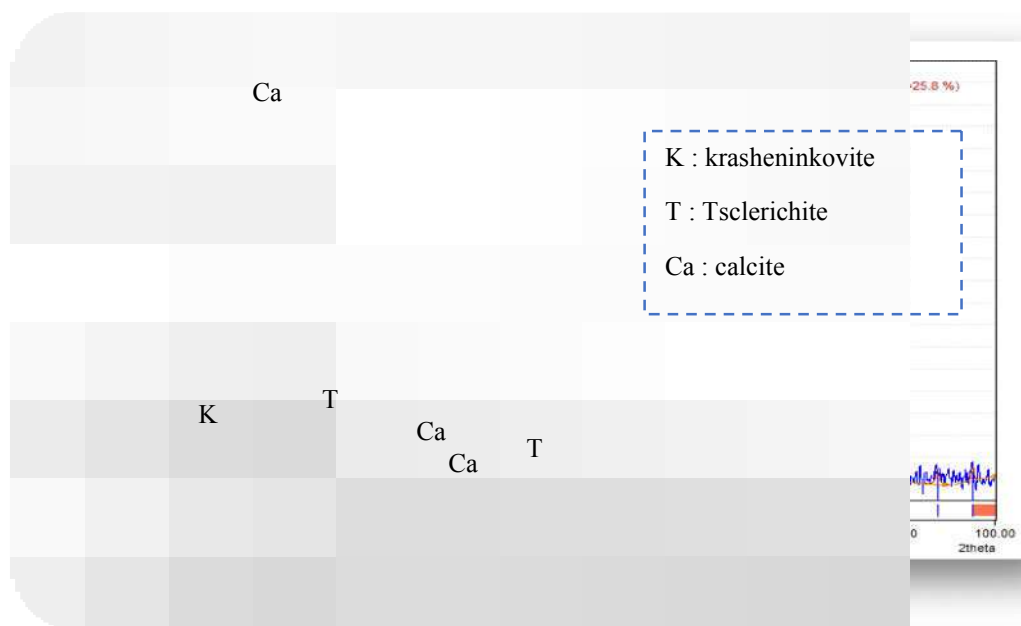 25.8 %)
Ca
K : krasheninkovite
T : Tsclerichite
Ca : calcite
T
K
Ca
T
Ca
0 100.00
2theta